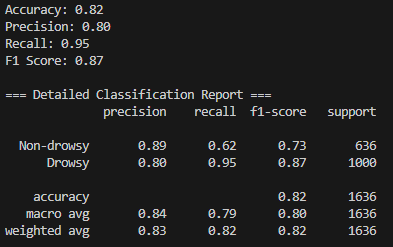 Accuracy: 0.82
Precision: 0.80
Recall: 0.95
F1 Score: 0.87
=== Detailed Classification Report ===
precision recall f1-score support
Non-drowsy 0.89 0.62 0.73 636
Drowsy 0.80 0.95 0.87 1000
accuracy 0.82 1636
macro avg 0.84 0.79 0.80 1636
weighted avg 0.83 0.82 0.82 1636